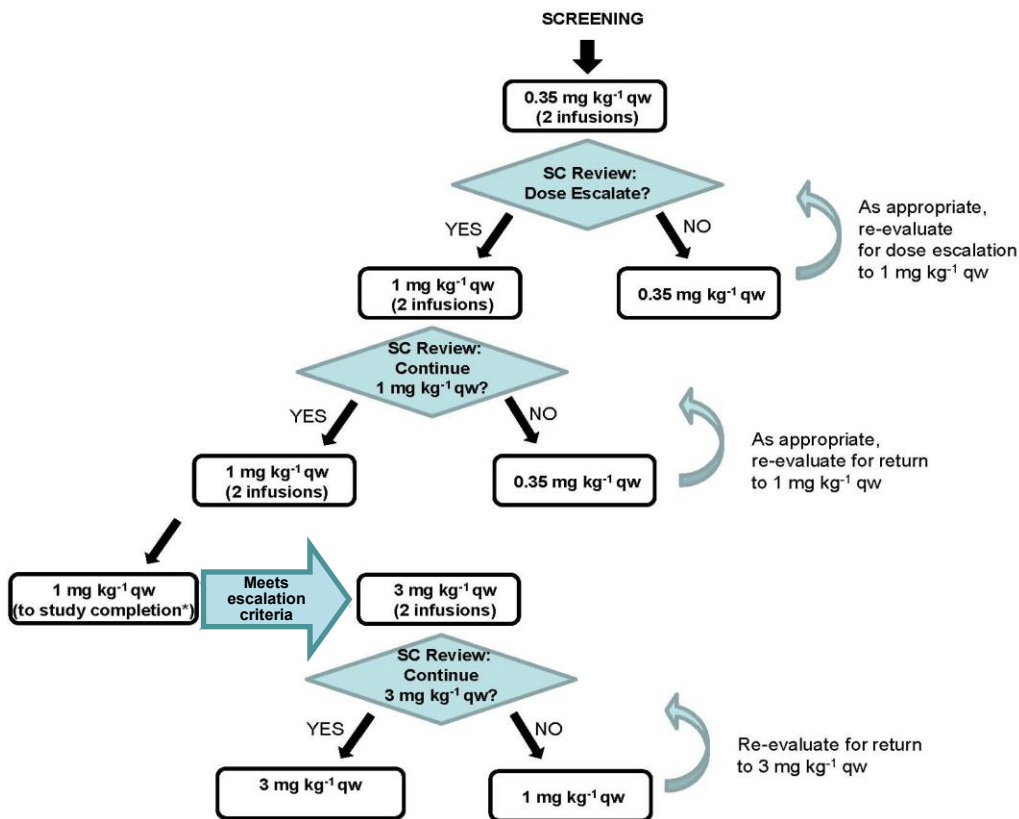 SCREENING
0.35 mg kg⁻¹ qw
(2 infusions)
SC Review:
Dose Escalate?
YES
NO
As appropriate,
re-evaluate
for dose escalation
to 1 mg kg⁻¹ qw
1 mg kg⁻¹ qw
(2 infusions)
0.35 mg kg⁻¹ qw
SC Review:
Continue
1 mg kg⁻¹ qw?
YES
NO
As appropriate,
re-evaluate for return
to 1 mg kg⁻¹ qw
1 mg kg⁻¹ qw
(2 infusions)
0.35 mg kg⁻¹ qw
1 mg kg⁻¹ qw
(to study completion*)
Meets
escalation
criteria
3 mg kg⁻¹ qw
(2 infusions)
SC Review:
Continue
3 mg kg⁻¹ qw?
YES
NO
Re-evaluate for return
to 3 mg kg⁻¹ qw
3 mg kg⁻¹ qw
1 mg kg⁻¹ qw